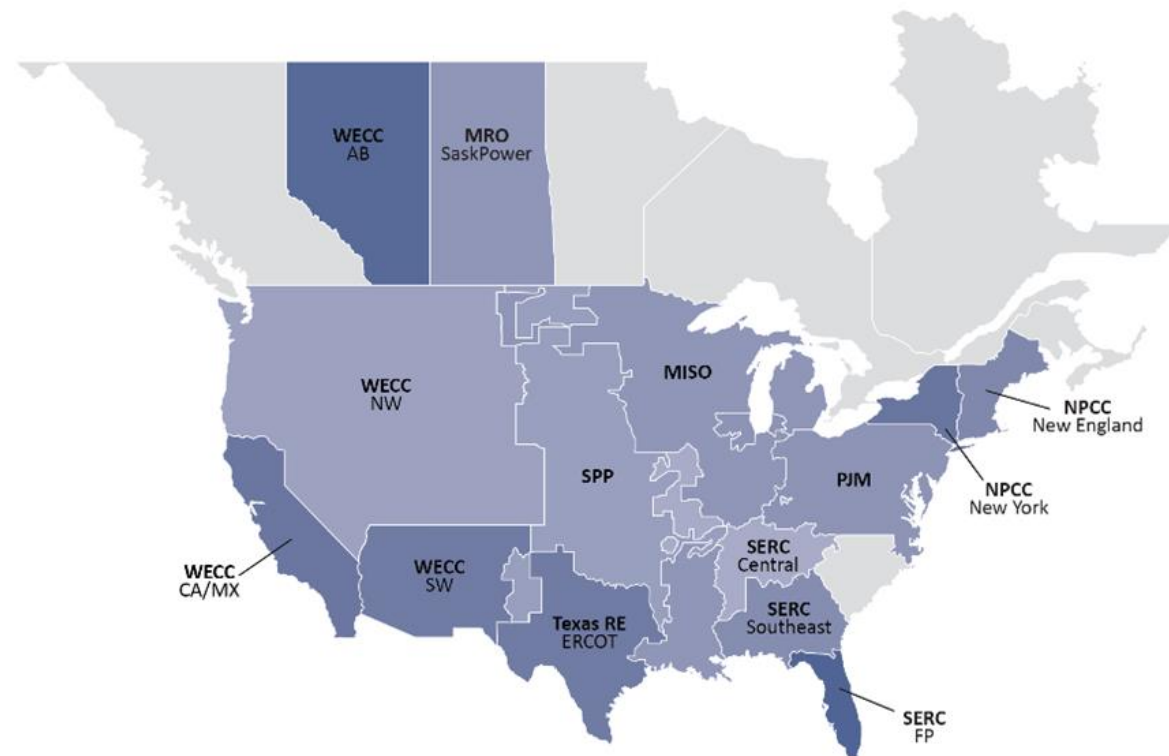 WECC
AB
MRO
SaskPower
WECC
NW
MISO
NPCC
New England
SPP
PJM
NPCC
New York
WECC
CA/MX
WECC
SW
SERC
Central
Texas RE
ERCOT
SERC
Southeast
SERC
FP